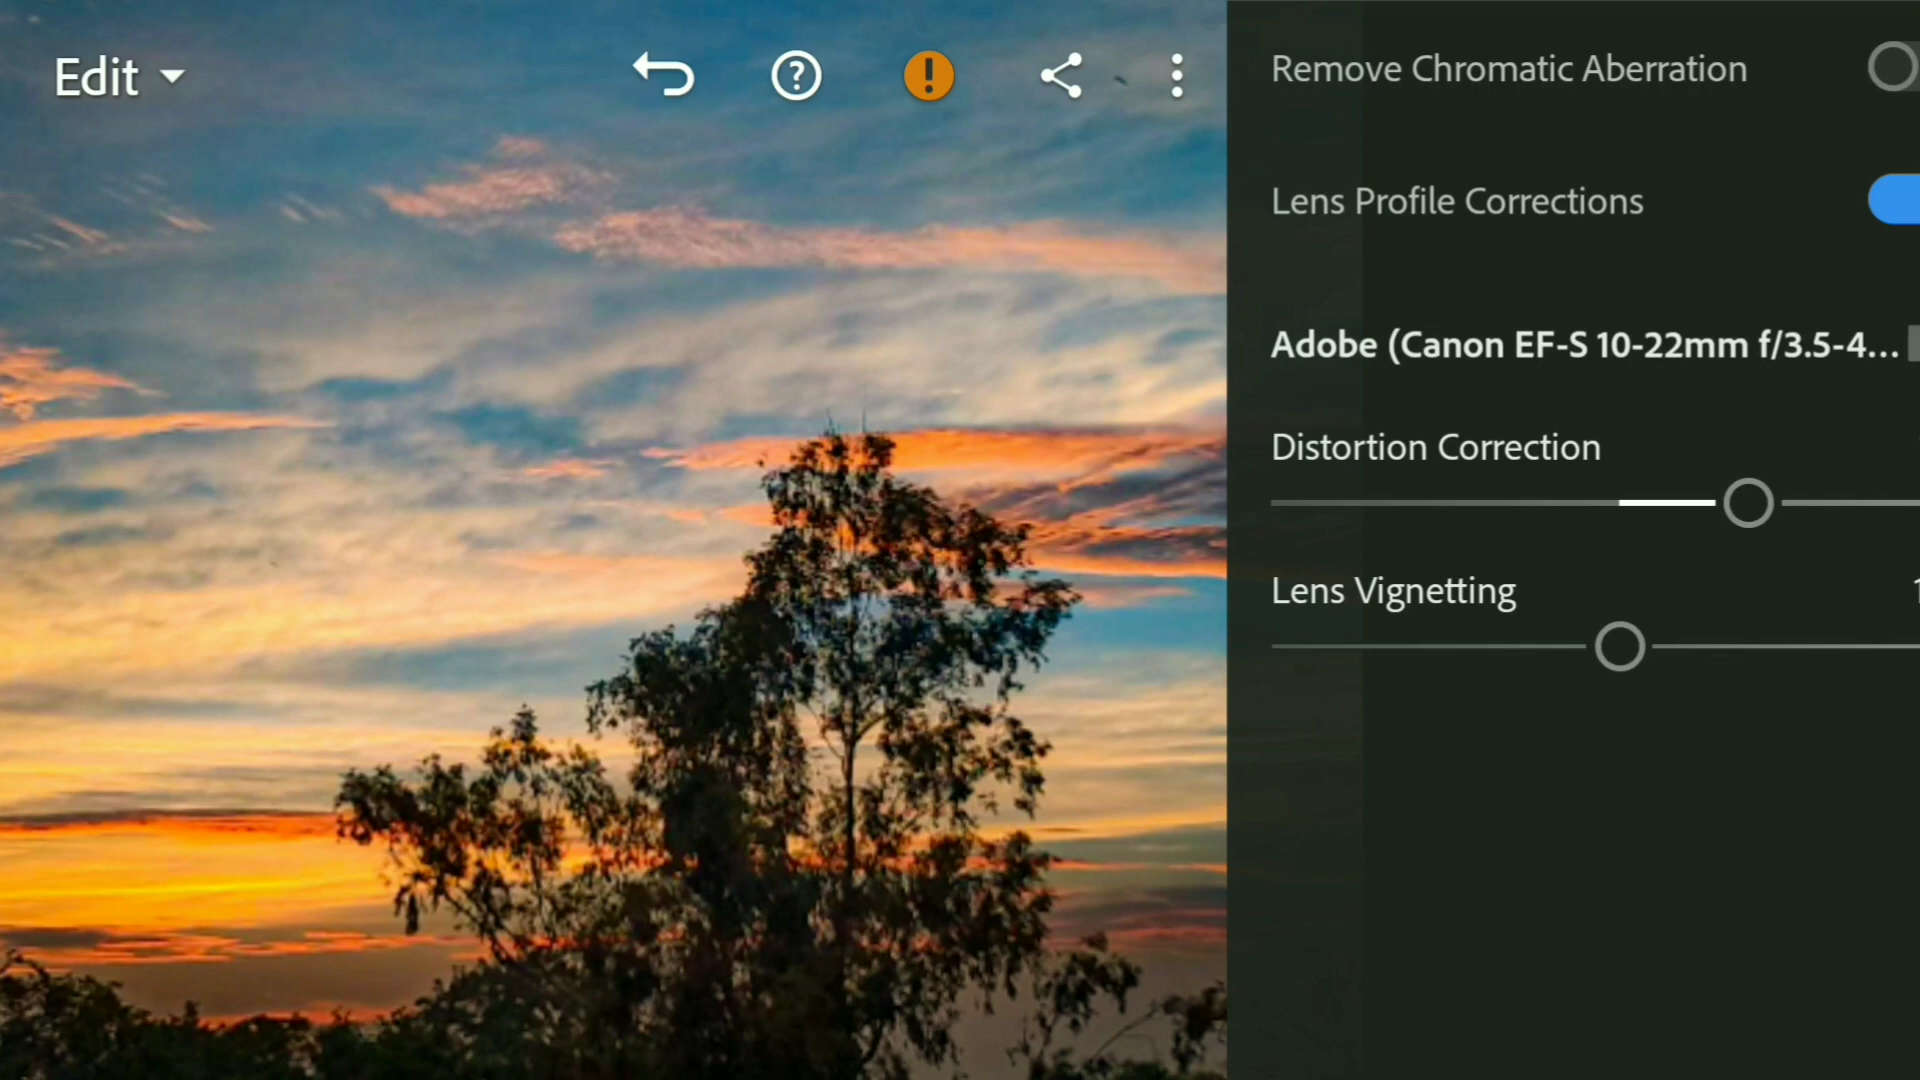 Edit
Remove Chromatic Aberration
Lens Profile Corrections
Adobe (Canon EF-S 10-22mm f/3.5-4...
Distortion Correction
Lens Vignetting